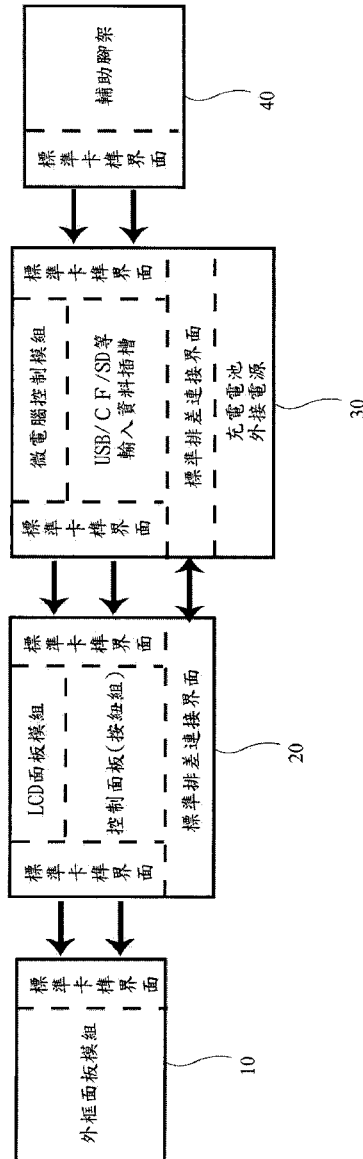 外框面板模組
標準卡榫界面
10
標準卡榫界面
LCD面板模組
控制面板(按紐組)
標準卡榫界面
標準排差連接界面
20
標準卡榫界面
微電腦控制模組
USB/CF/SD等
輸入資料插槽
標準卡榫界面
標準排差連接界面
充電電池
外接電源
30
標準卡榫界面
輔助腳架
40